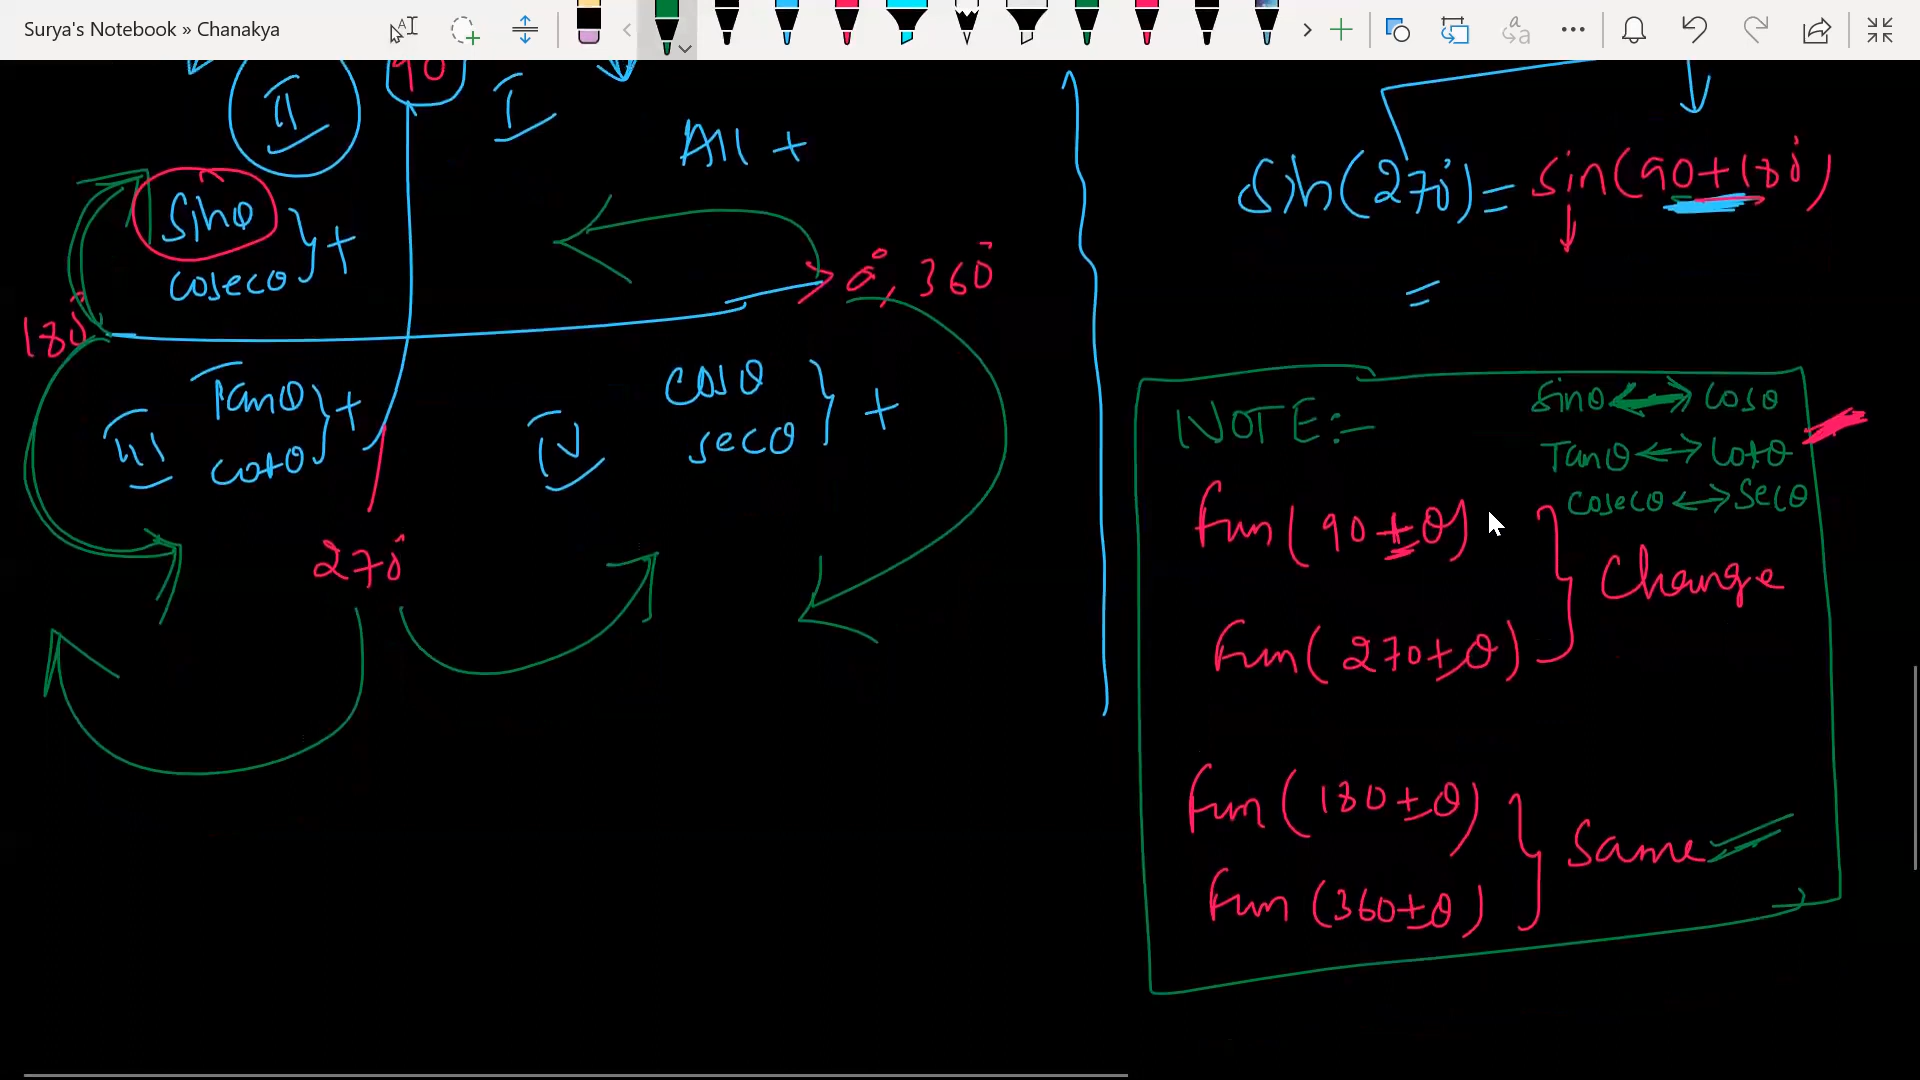 Surya's Notebook » Chanakya
II
90
I
All +
sinθ
cosecθ } +
180°
0°, 360°
III
Tanθ
cotθ } +
IV
cosθ
secθ } +
270°
sin(270°) = sin(90+180°)
=
NOTE:-
sinθ ↔ cosθ
Tanθ ↔ cotθ
cosecθ ↔ secθ
fun(90±θ)
fun(270±θ) } Change
fun(180±θ)
fun(360±θ) } Same